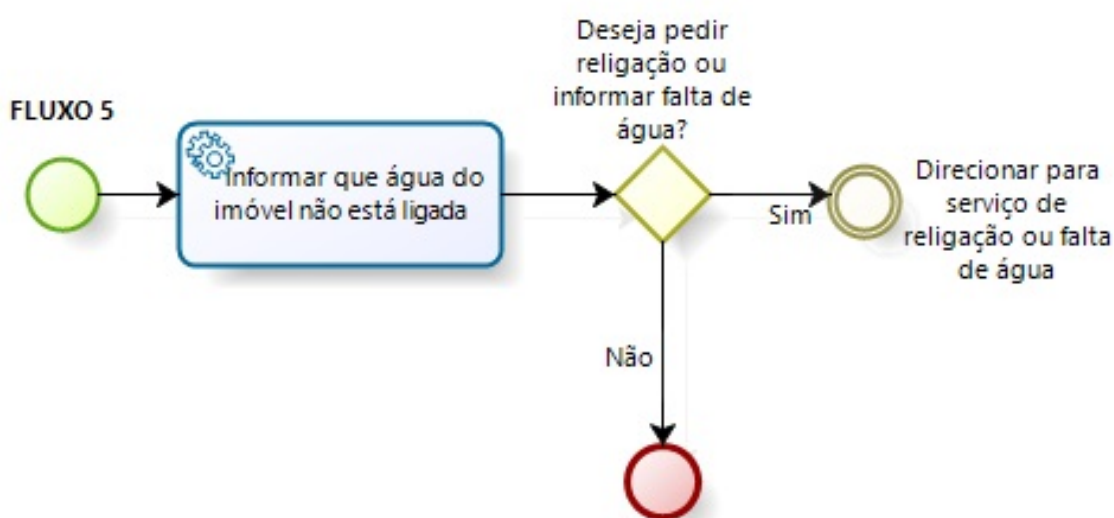 FLUXO 5
Informar que água do
imóvel não está ligada
Deseja pedir
religação ou
informar falta de
água?
Sim
Direcionar para
serviço de
religação ou falta
de água
Não